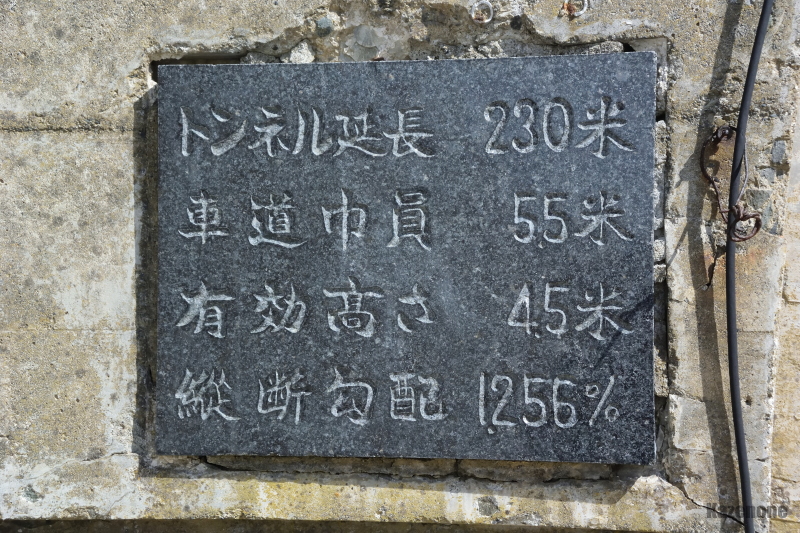 トンネル延長 230米
車道巾員 5.5米
有効高さ 4.5米
縦断勾配 1.256%
Kazenone